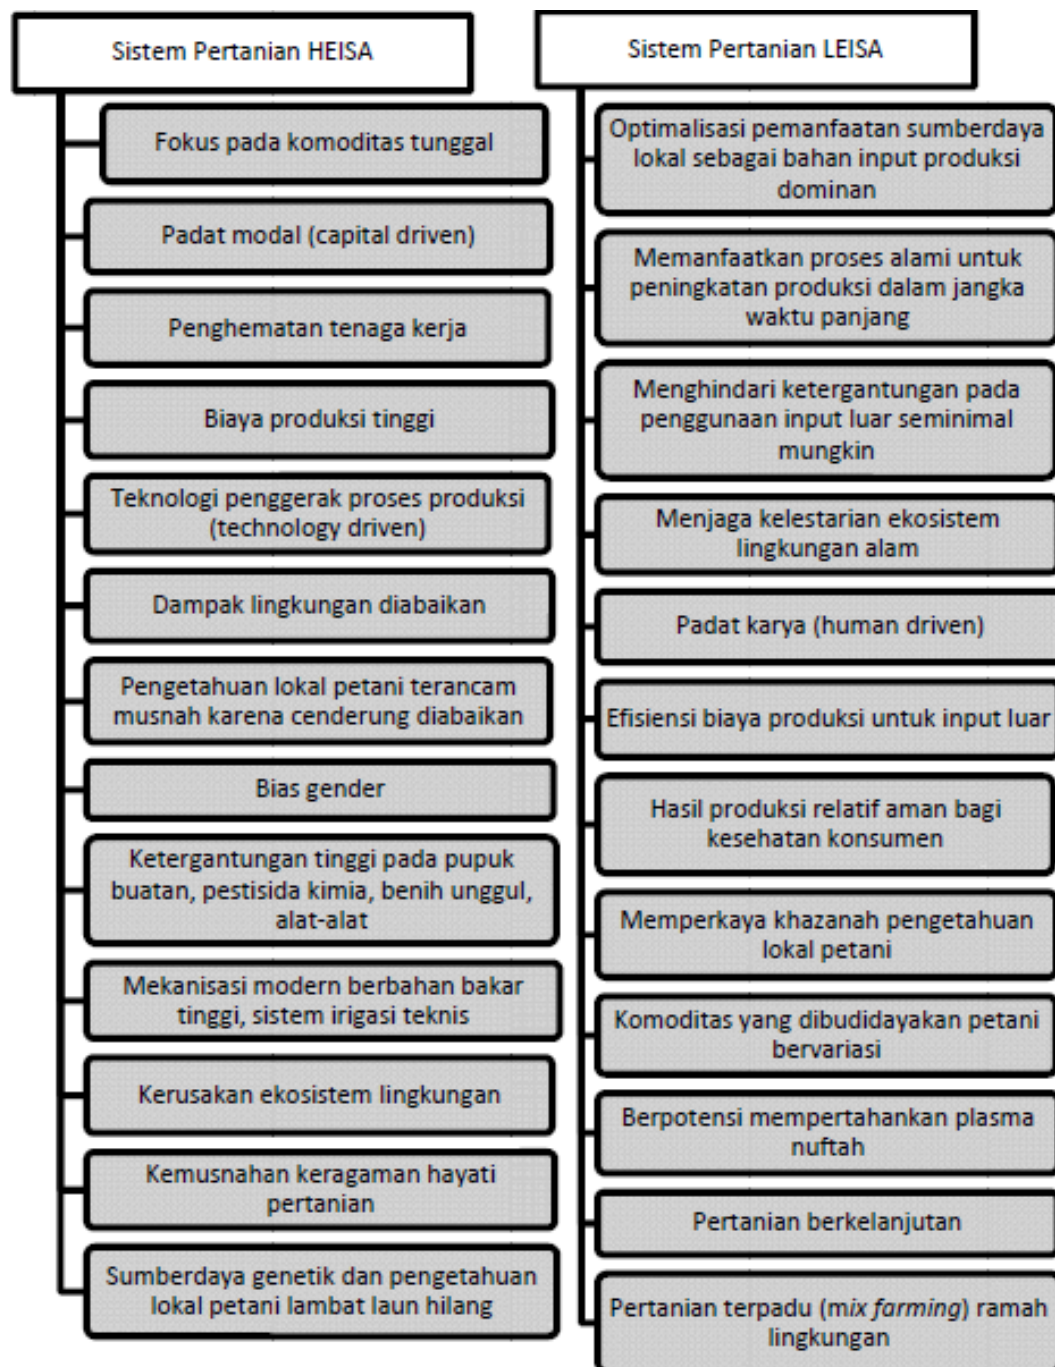 Sistem Pertanian HEISA
Fokus pada komoditas tunggal
Padat modal (capital driven)
Penghematan tenaga kerja
Biaya produksi tinggi
Teknologi penggerak proses produksi
(technology driven)
Dampak lingkungan diabaikan
Pengetahuan lokal petani terancam
musnah karena cenderung diabaikan
Bias gender
Ketergantungan tinggi pada pupuk
buatan, pestisida kimia, benih unggul,
alat-alat
Mekanisasi modern berbahan bakar
tinggi, sistem irigasi teknis
Kerusakan ekosistem lingkungan
Kemusnahan keragaman hayati
pertanian
Sumberdaya genetik dan pengetahuan
lokal petani lambat laun hilang
Sistem Pertanian LEISA
Optimalisasi pemanfaatan sumberdaya
lokal sebagai bahan input produksi
dominan
Memanfaatkan proses alami untuk
peningkatan produksi dalam jangka
waktu panjang
Menghindari ketergantungan pada
penggunaan input luar seminimal
mungkin
Menjaga kelestarian ekosistem
lingkungan alam
Padat karya (human driven)
Efisiensi biaya produksi untuk input luar
Hasil produksi relatif aman bagi
kesehatan konsumen
Memperkaya khazanah pengetahuan
lokal petani
Komoditas yang dibudidayakan petani
bervariasi
Berpotensi mempertahankan plasma
nuftah
Pertanian berkelanjutan
Pertanian terpadu (mix farming) ramah
lingkungan